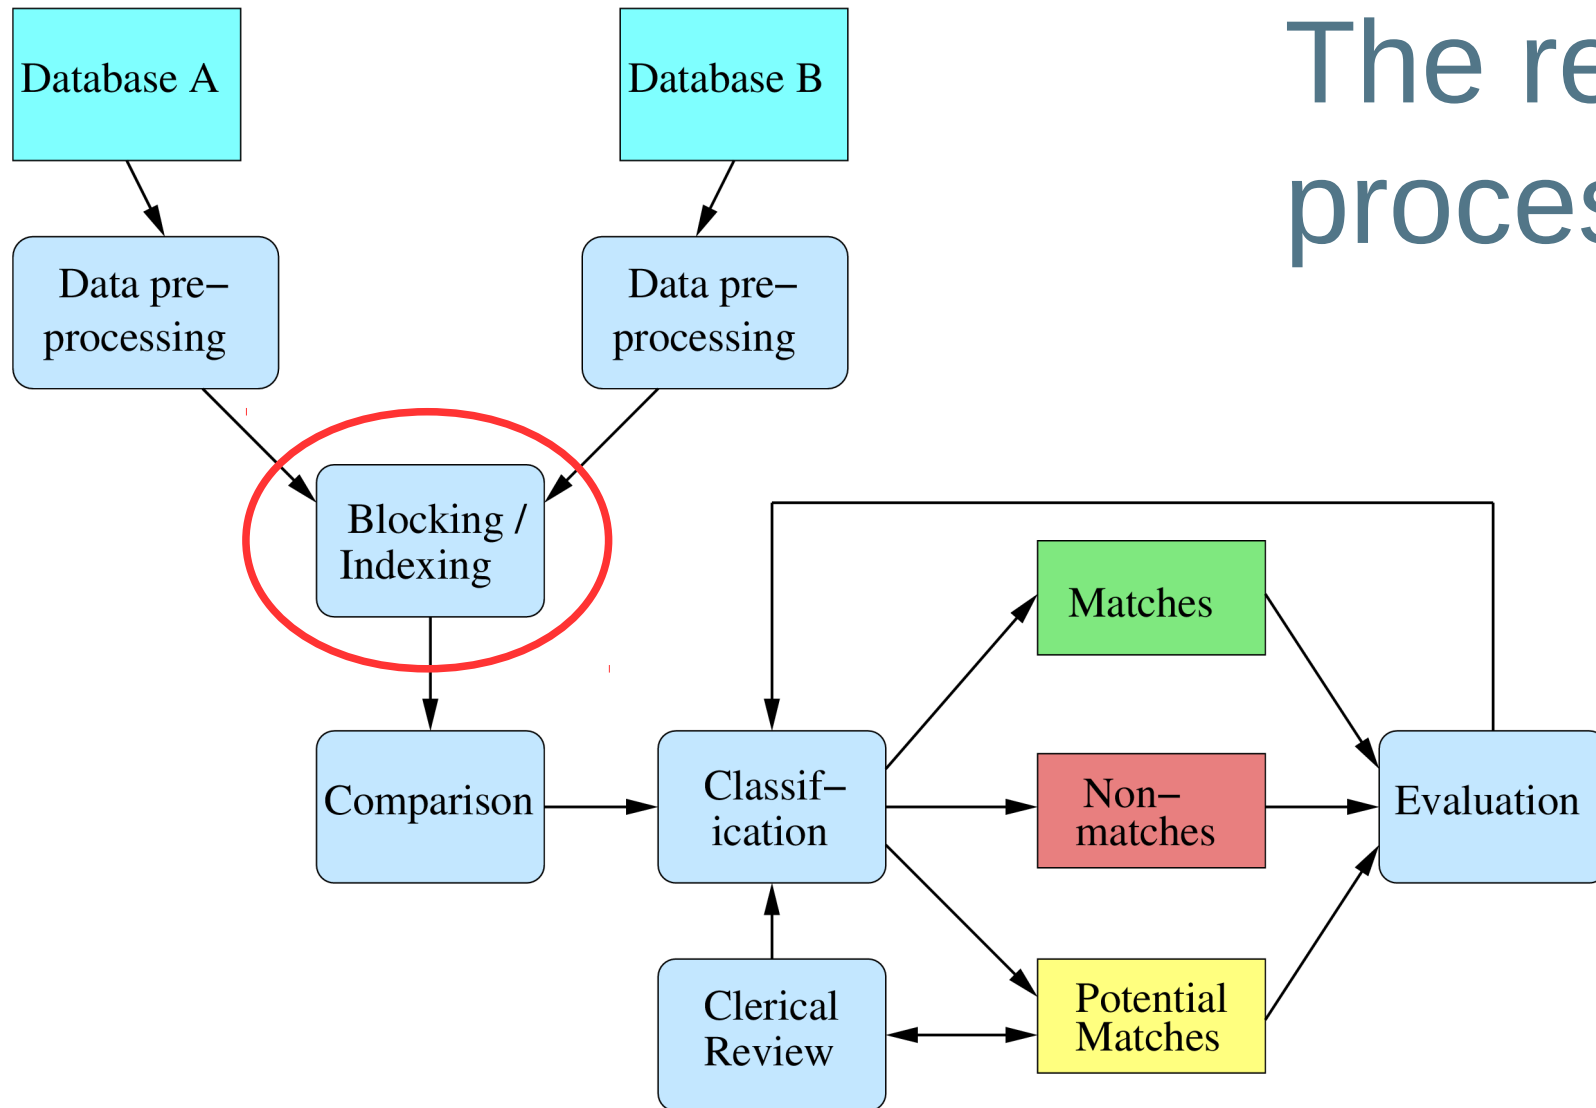 The re
proces
Database A
Database B
Data pre–
processing
Data pre–
processing
Blocking /
Indexing
Matches
Comparison
Classif–
ication
Non–
matches
Evaluation
Clerical
Review
Potential
Matches